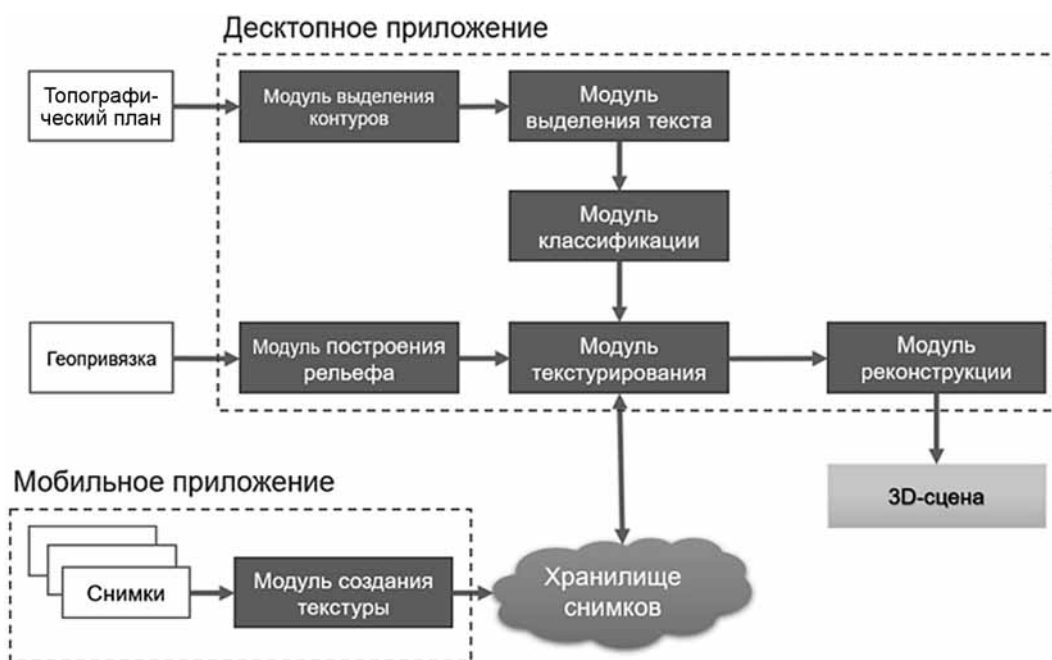 Десктопное приложение
Топографи-
ческий план
Модуль выделения
контуров
Модуль
выделения текста
Модуль
классификации
Геопривязка
Модуль построения
рельефа
Модуль
текстурирования
Модуль
реконструкции
3D-сцена
Мобильное приложение
Снимки
Модуль создания
текстуры
Хранилище
снимков